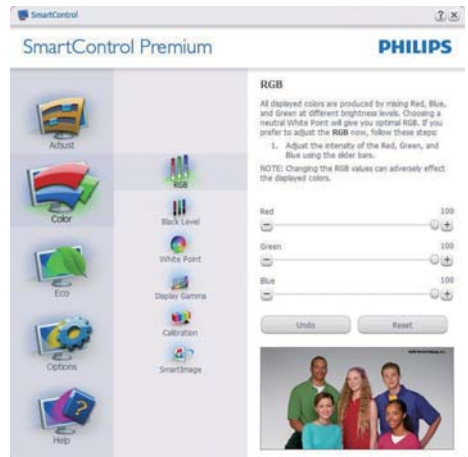 SmartControl
SmartControl Premium
PHILIPS
Adjust
Color
Eco
Options
Help
RGB
Black Level
White Point
Display Gamma
Calibration
SmartImage
RGB
All displayed colors are produced by mixing Red, Blue,
and Green at different brightness levels. Choosing a
neutral White Point will give you optimal RGB. If you
prefer to adjust the RGB now, follow these steps:
1. Adjust the intensity of the Red, Green, and
Blue using the slider bars.
NOTE: Changing the RGB values can adversely effect
the displayed colors.
Red 100
Green 100
Blue 100
Undo Reset